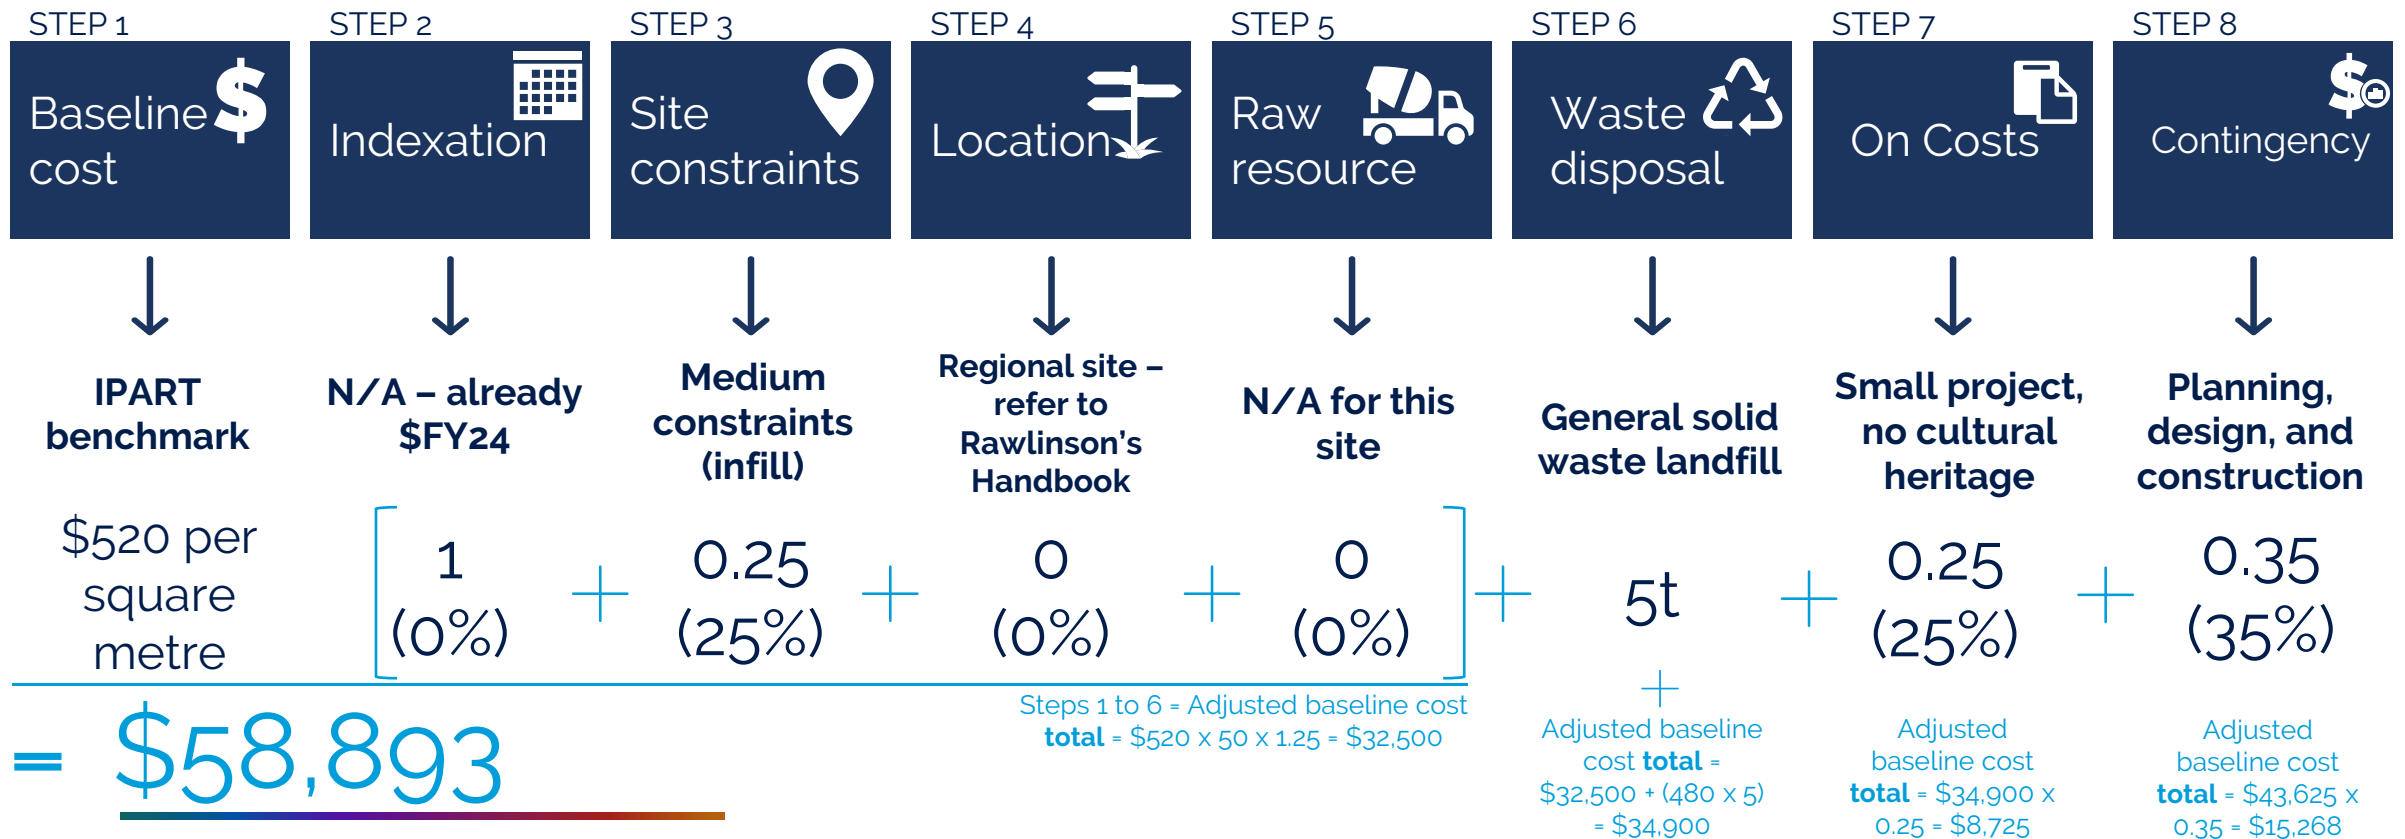 STEP 1
Baseline
cost
IPART
benchmark
$520 per
square
metre
STEP 2
Indexation
N/A – already
$FY24
1
(0%)
+
STEP 3
Site
constraints
Medium
constraints
(infill)
0.25
(25%)
+
STEP 4
Location
Regional site –
refer to
Rawlinson's
Handbook
0
(0%)
+
STEP 5
Raw
resource
N/A for this
site
0
(0%)
Steps 1 to 6 = Adjusted baseline cost
total = $520 x 50 x 1.25 = $32,500
+
STEP 6
Waste
disposal
General solid
waste landfill
5t
+
Adjusted baseline
cost total =
$32,500 + (480 x 5)
= $34,900
+
STEP 7
On Costs
Small project,
no cultural
heritage
0.25
(25%)
Adjusted
baseline cost
total = $34,900 x
0.25 = $8,725
+
STEP 8
Contingency
Planning,
design, and
construction
0.35
(35%)
Adjusted
baseline cost
total = $43,625 x
0.35 = $15,268
= $58,893